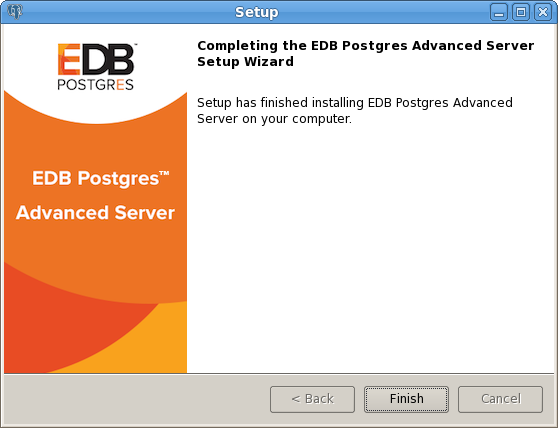 Setup
EDB™
POSTGRES
Completing the EDB Postgres Advanced Server
Setup Wizard
Setup has finished installing EDB Postgres Advanced
Server on your computer.
EDB Postgres™
Advanced Server
< Back
Finish
Cancel